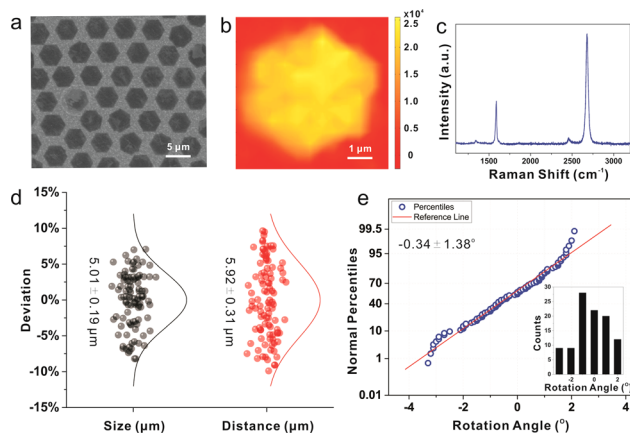 a
5 μm
b
1 μm
2.5×10⁴
2.0
1.5
1.0
0.5
0
c
Intensity (a.u.)
1500 2000 2500 3000
Raman Shift (cm⁻¹)
d
Deviation
15%
10%
5%
0%
-5%
-10%
-15%
5.01 ± 0.19 μm
5.92 ± 0.31 μm
Size (μm) Distance (μm)
e
Normal Percentiles
Percentiles
Reference Line
-0.34 ± 1.38°
99.5
95
70
40
10
1
0.01
-4 -2 0 2 4
Rotation Angle (°)
Counts
30
25
20
15
10
5
0
-2 0 2
Rotation Angle (°)